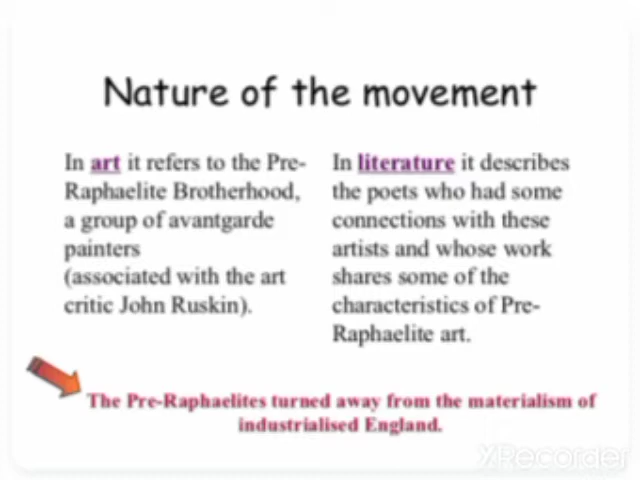 Nature of the movement
In art it refers to the Pre-
Raphaelite Brotherhood,
a group of avantgarde
painters
(associated with the art
critic John Ruskin).
In literature it describes
the poets who had some
connections with these
artists and whose work
shares some of the
characteristics of Pre-
Raphaelite art.
The Pre-Raphaelites turned away from the materialism of
industrialised England.
XRecorder